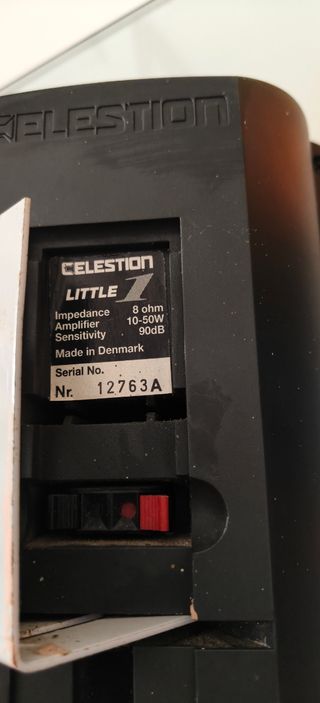 CELESTION
CELESTION
LITTLE 1
Impedance 8 ohm
Amplifier 10-50W
Sensitivity 90dB
Made in Denmark
Serial No.
Nr. 12763A